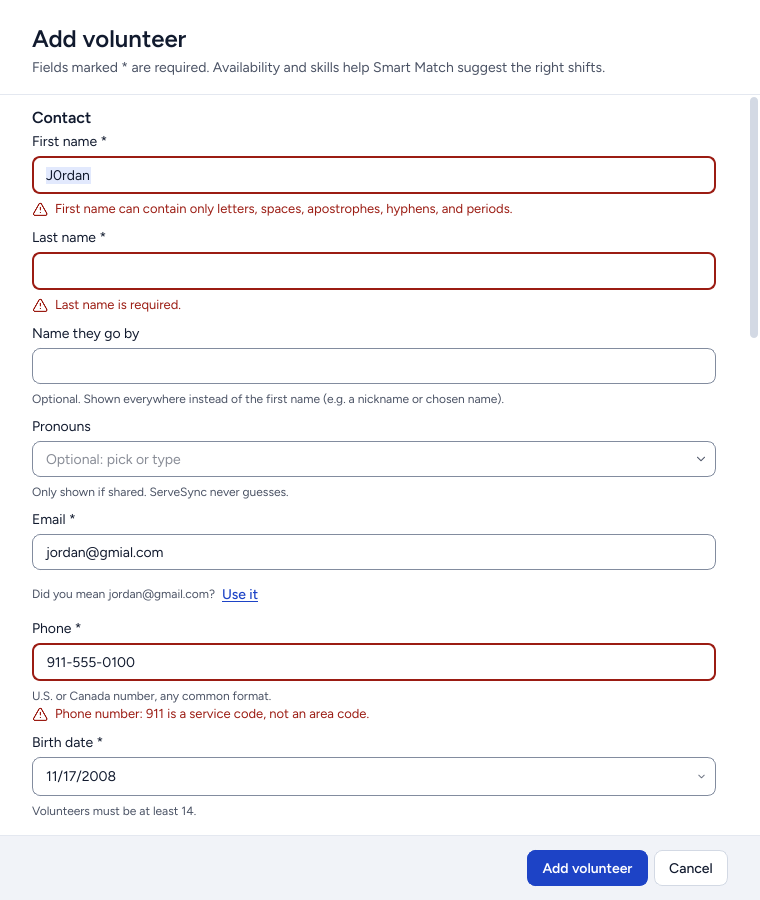 Add volunteer
Fields marked * are required. Availability and skills help Smart Match suggest the right shifts.
Contact
First name *
J0rdan
First name can contain only letters, spaces, apostrophes, hyphens, and periods.
Last name *
Last name is required.
Name they go by
Optional. Shown everywhere instead of the first name (e.g. a nickname or chosen name).
Pronouns
Optional: pick or type
Only shown if shared. ServeSync never guesses.
Email *
jordan@gmial.com
Did you mean jordan@gmail.com? Use it
Phone *
911-555-0100
U.S. or Canada number, any common format.
Phone number: 911 is a service code, not an area code.
Birth date *
11/17/2008
Volunteers must be at least 14.
Add volunteer Cancel